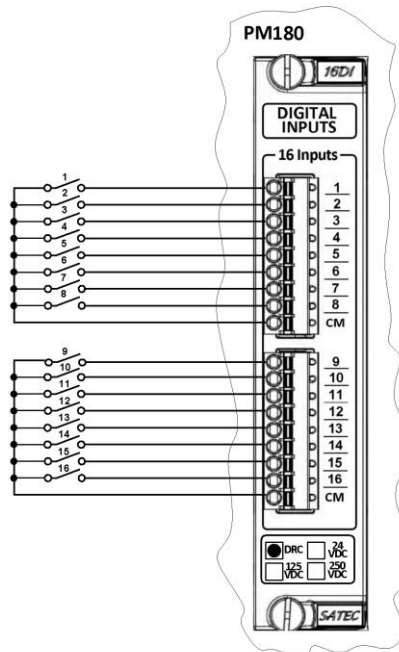 PM180
16DI
DIGITAL
INPUTS
16 Inputs
1
2
3
4
5
6
7
8
1
2
3
4
5
6
7
8
CM
9
10
11
12
13
14
15
16
9
10
11
12
13
14
15
16
CM
DRC
24
VDC
125
VDC
250
VDC
SATEC